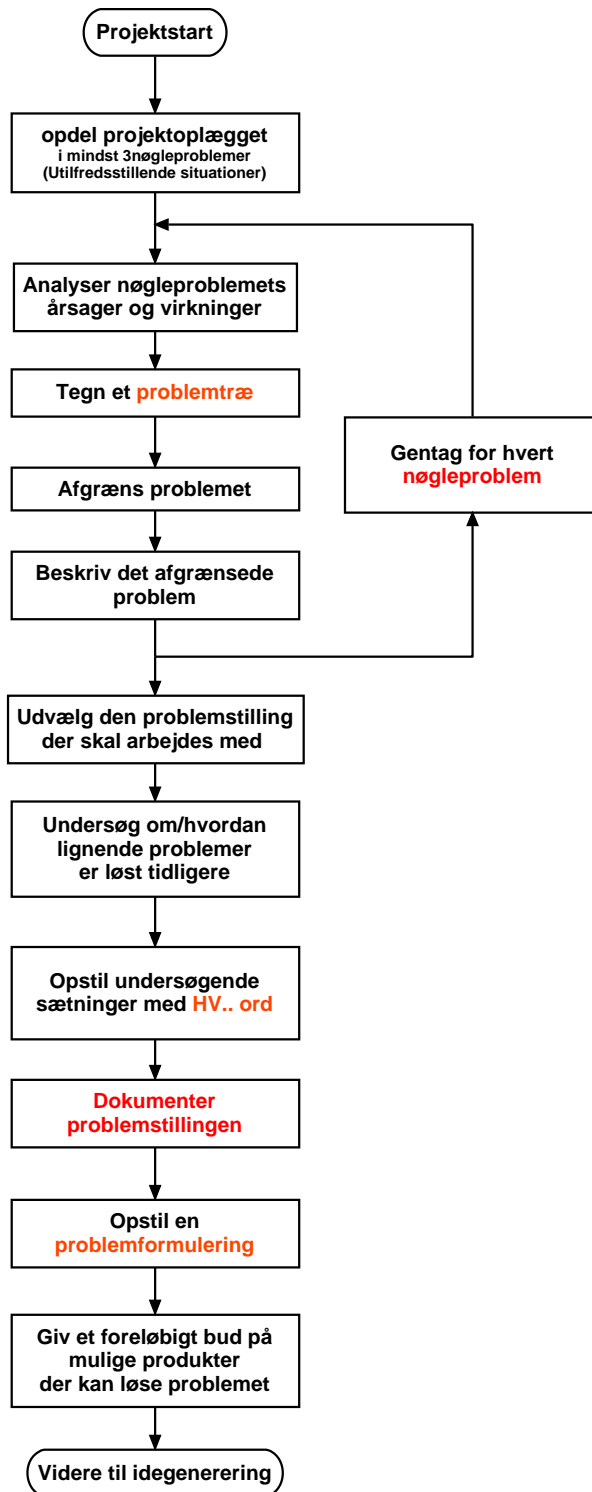 Projektstart
opdel projektoplægget
i mindst 3nøgleproblemer
(Utilfredsstillende situationer)
Analyser nøgleproblemets
årsager og virkninger
Tegn et problemtræ
Gentag for hvert
nøgleproblem
Afgræns problemet
Beskriv det afgrænsede
problem
Udvælg den problemstilling
der skal arbejdes med
Undersøg om/hvordan
lignende problemer
er løst tidligere
Opstil undersøgende
sætninger med HV.. ord
Dokumenter
problemstillingen
Opstil en
problemformulering
Giv et foreløbigt bud på
mulige produkter
der kan løse problemet
Videre til idegenerering